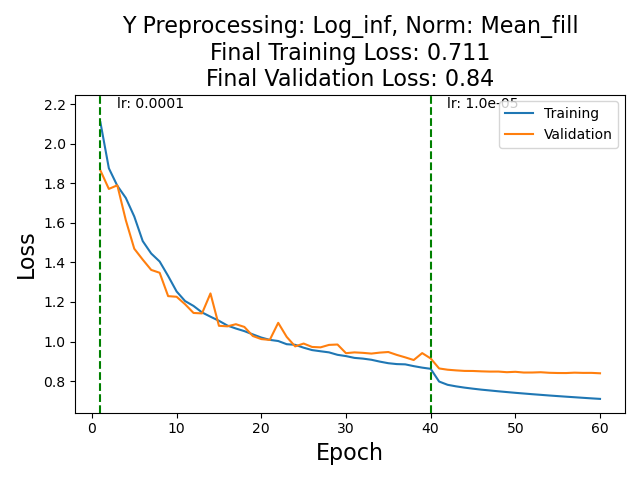 Y Preprocessing: Log_inf, Norm: Mean_fill
Final Training Loss: 0.711
Final Validation Loss: 0.84
lr: 0.0001
lr: 1.0e-05
Training
Validation
2.2
2.0
1.8
1.6
1.4
1.2
1.0
0.8
Loss
0
10
20
30
40
50
60
Epoch